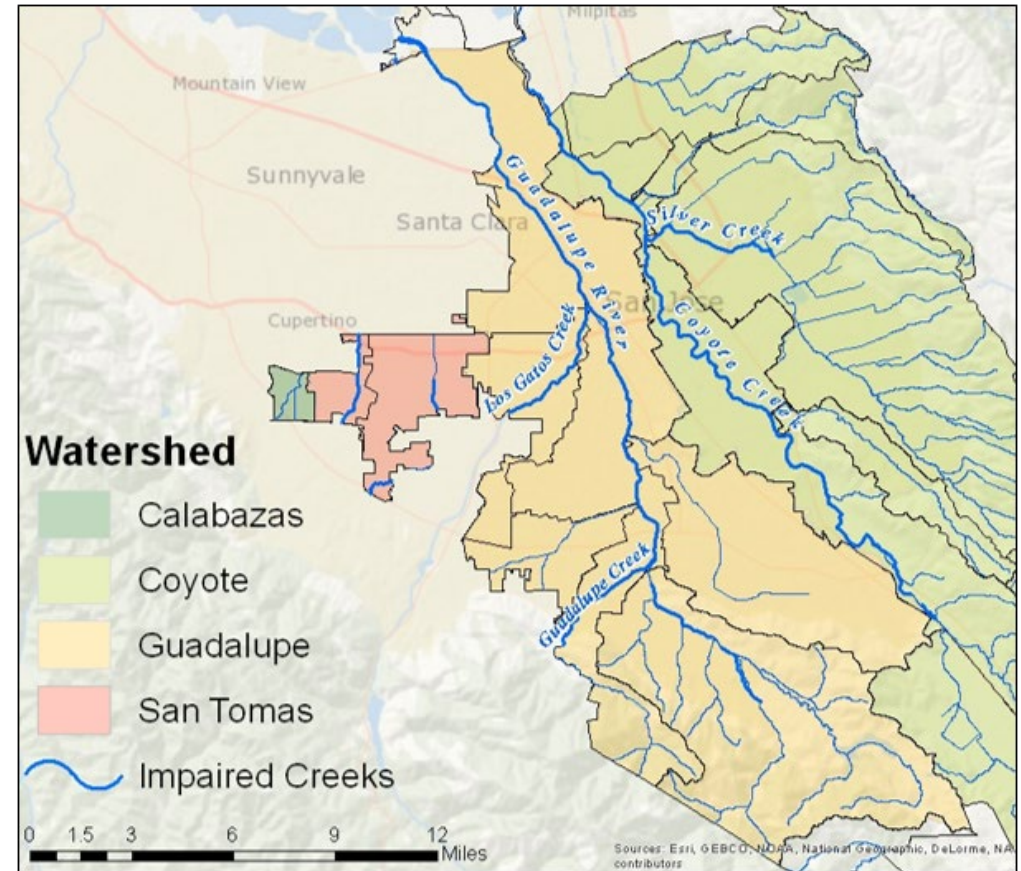 Milpitas
Mountain View
Sunnyvale
Santa Clara
Guadalupe River
Silver Creek
San Jose
Cupertino
Los Gatos Creek
Coyote Creek
Guadalupe Creek
Watershed
Calabazas
Coyote
Guadalupe
San Tomas
Impaired Creeks
0 1.5 3 6 9 12
Miles
Sources: Esri, GEBCO, NOAA, National Geographic, DeLorme, NA
contributors